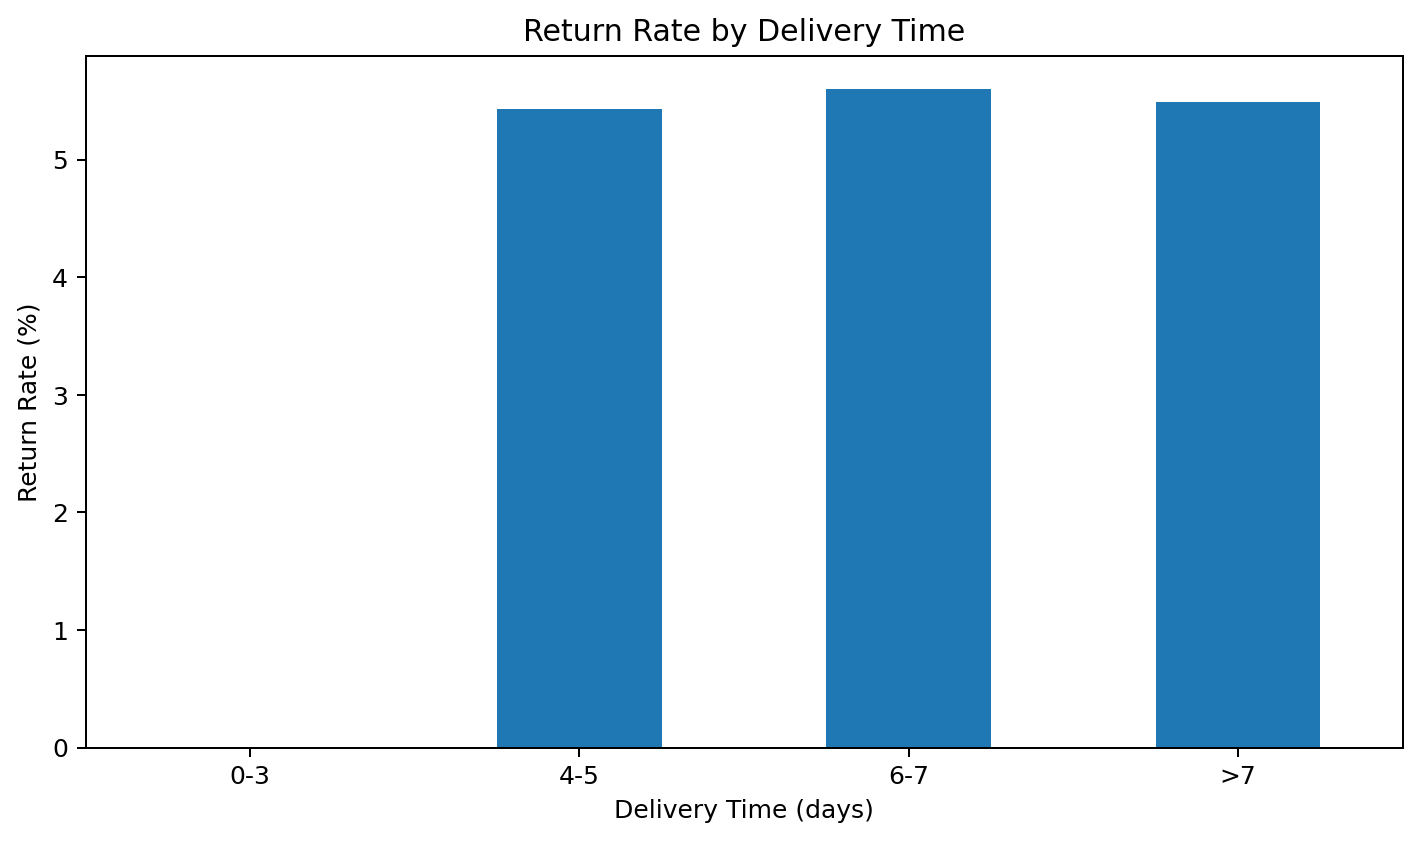 Return Rate by Delivery Time
Return Rate (%)
5
4
3
2
1
0
0-3 4-5 6-7 >7
Delivery Time (days)